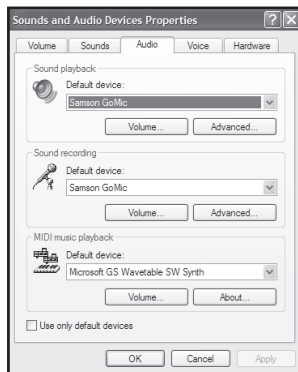 Sounds and Audio Devices Properties
Volume Sounds Audio Voice Hardware
Sound playback
Default device:
Samson GoMic
Volume... Advanced...
Sound recording
Default device:
Samson GoMic
Volume... Advanced...
MIDI music playback
Default device:
Microsoft GS Wavetable SW Synth
Volume... About...
Use only default devices
OK Cancel Apply